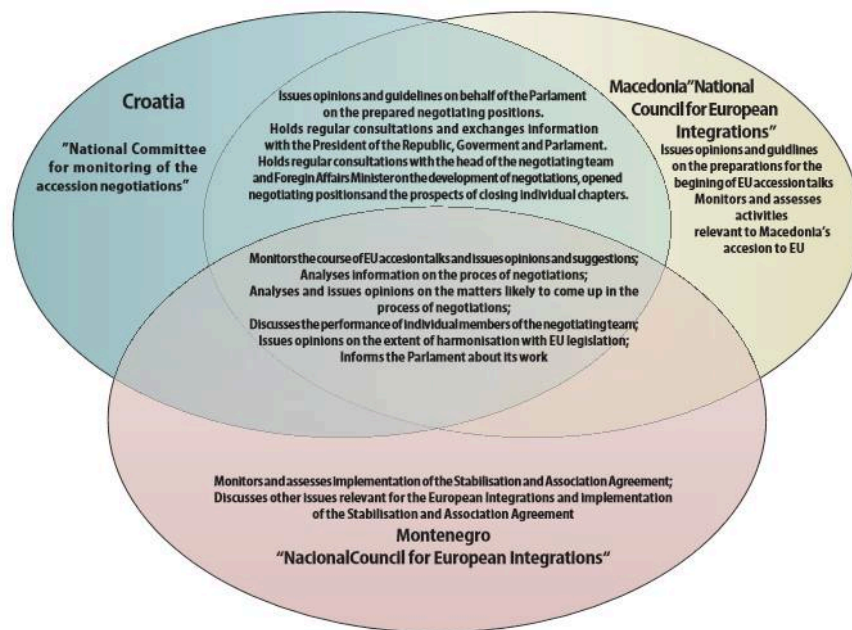 Croatia
"National Committee
for monitoring of the
accession negotiations"
Issues opinions and guidelines on behalf of the Parlament
on the prepared negotiating positions.
Holds regular consultations and exchanges information
with the President of the Republic, Goverment and Parlament.
Holds regular consultations with the head of the negotiating team
and Foregin Affairs Minister on the development of negotiations, opened
negotiating positions and the prospects of closing individual chapters.
Macedonia"National
Council for European
Integrations"
Issues opinions and guidlines
on the preparations for the
begining of EU accession talks
Monitors and assesses
activities
relevant to Macedonia's
accesion to EU
Monitors the course of EU accesion talks and issues opinions and suggestions;
Analyses information on the proces of negotiations;
Analyses and issues opinions on the matters likely to come up in the
process of negotiations;
Discusses the performance of individual members of the negotiating team;
Issues opinions on the extent of harmonisation with EU legislation;
Informs the Parlament about its work
Monitors and assesses implementation of the Stabilisation and Association Agreement;
Discusses other issues relevant for the European Integrations and implementation
of the Stabilisation and Association Agreement
Montenegro
"NacionalCouncil for European Integrations"